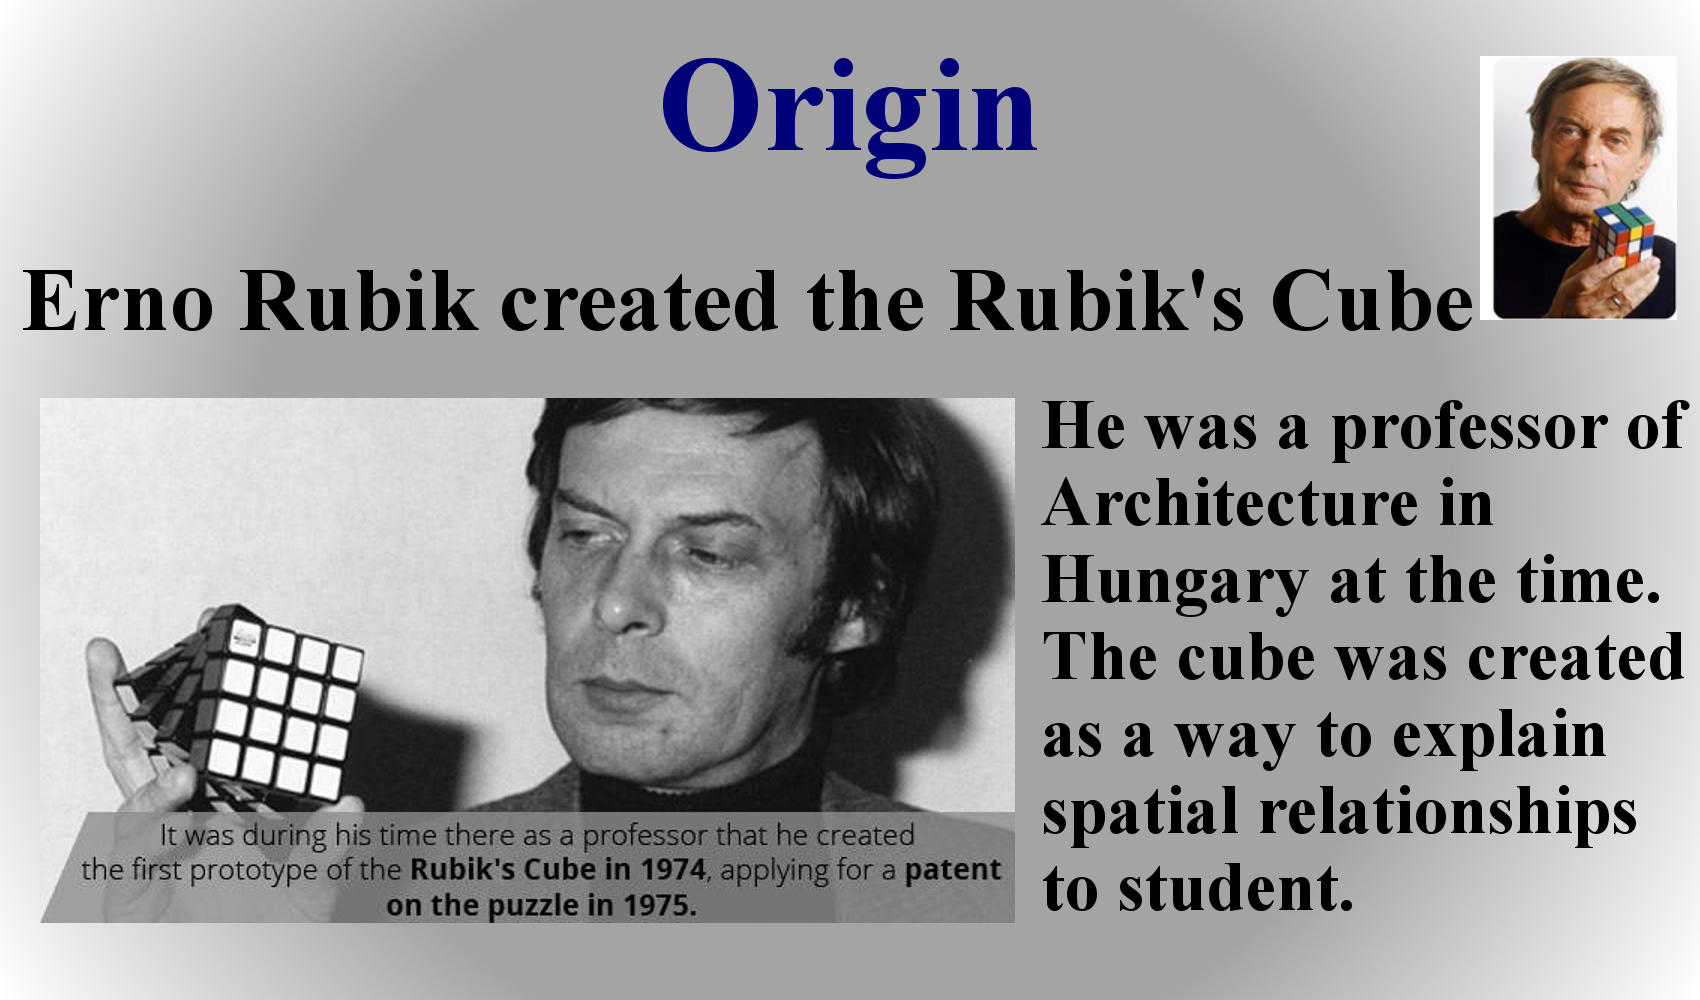 Origin
Erno Rubik created the Rubik's Cube
He was a professor of
Architecture in
Hungary at the time.
The cube was created
as a way to explain
spatial relationships
to student.
It was during his time there as a professor that he created
the first prototype of the Rubik's Cube in 1974, applying for a patent
on the puzzle in 1975.